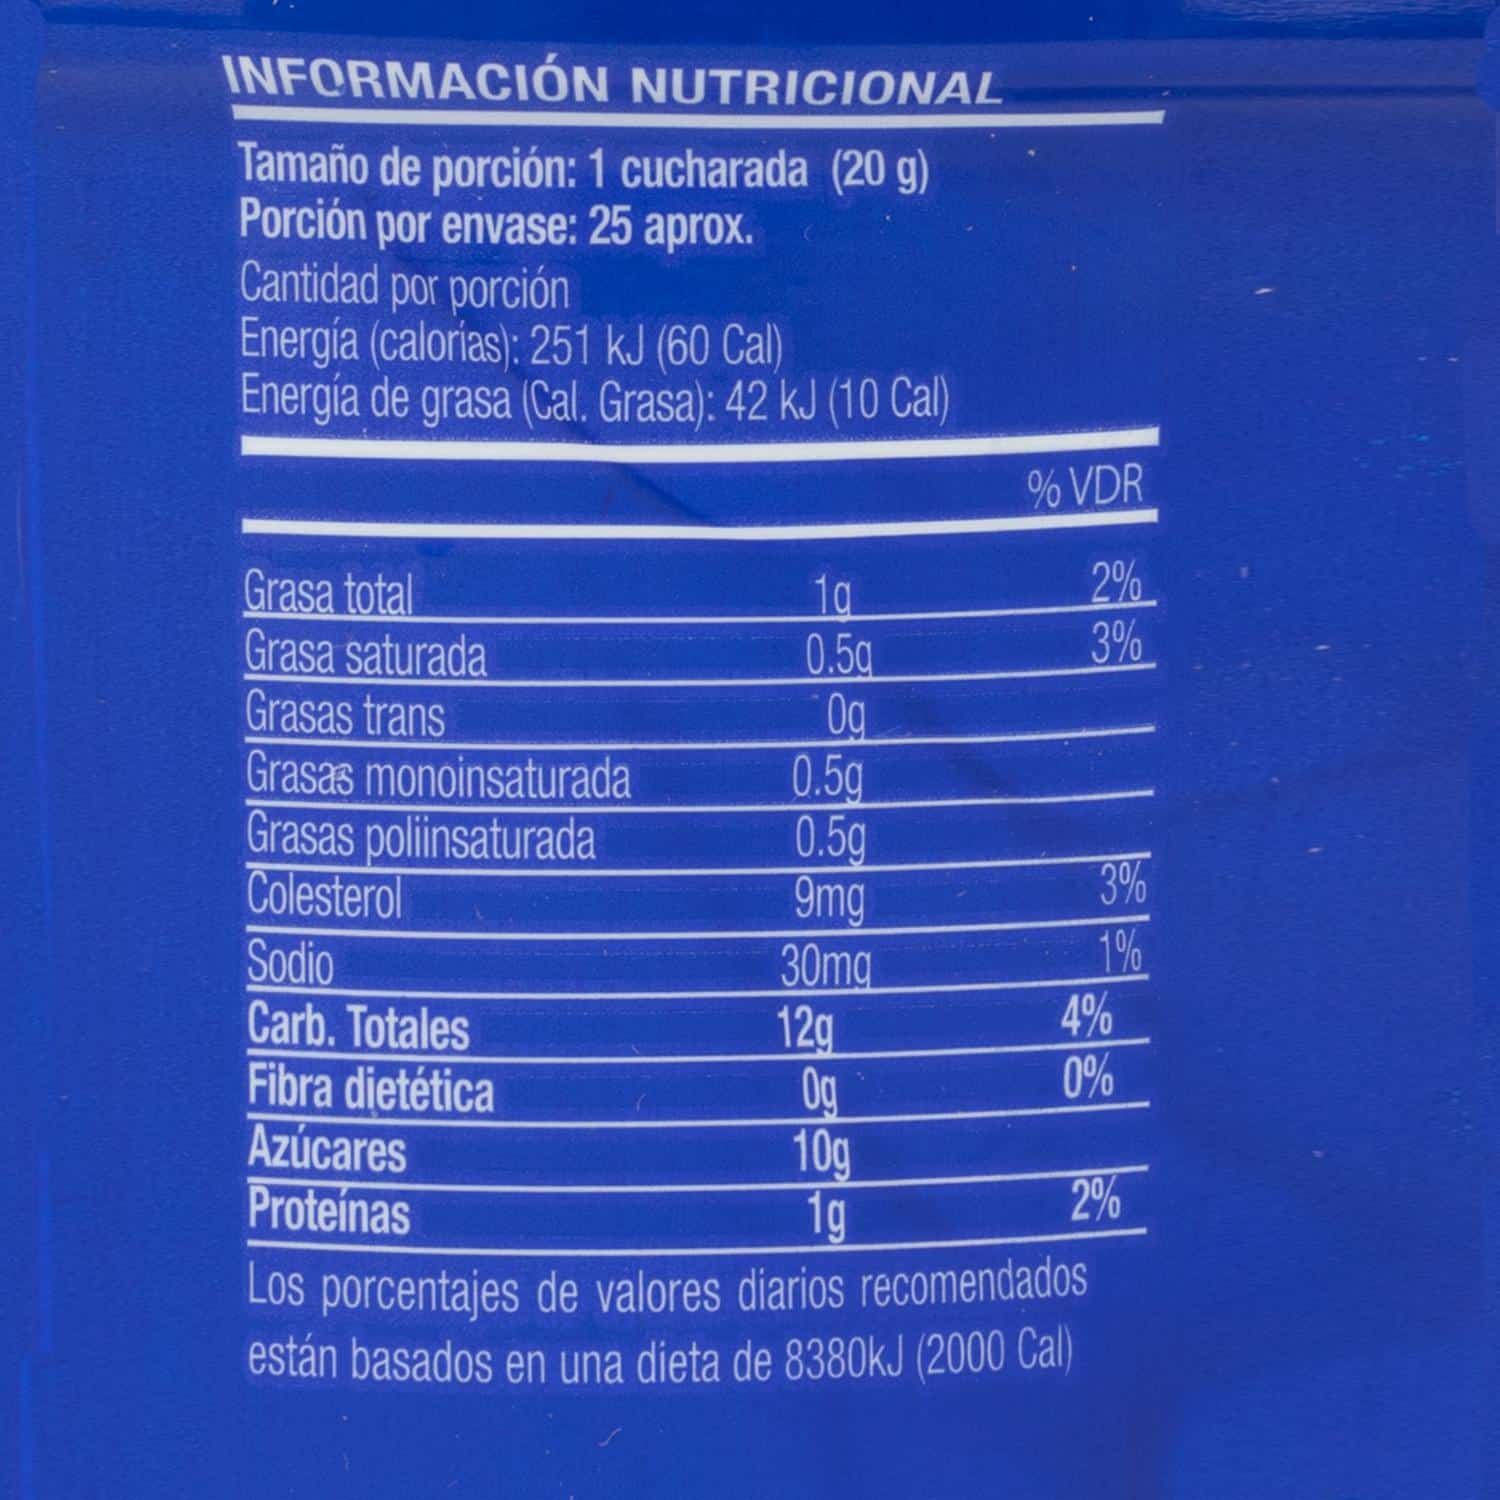 INFORMACIÓN NUTRICIONAL
Tamaño de porción: 1 cucharada (20 g)
Porción por envase: 25 aprox.
Cantidad por porción
Energía (calorías): 251 kJ (60 Cal)
Energía de grasa (Cal. Grasa): 42 kJ (10 Cal)
% VDR
Grasa total 1g 2%
Grasa saturada 0.5g 3%
Grasas trans 0g
Grasas monoinsaturada 0.5g
Grasas poliinsaturada 0.5g
Colesterol 9mg 3%
Sodio 30mg 1%
Carb. Totales 12g 4%
Fibra dietética 0g 0%
Azúcares 10g
Proteínas 1g 2%
Los porcentajes de valores diarios recomendados
están basados en una dieta de 8380kJ (2000 Cal)